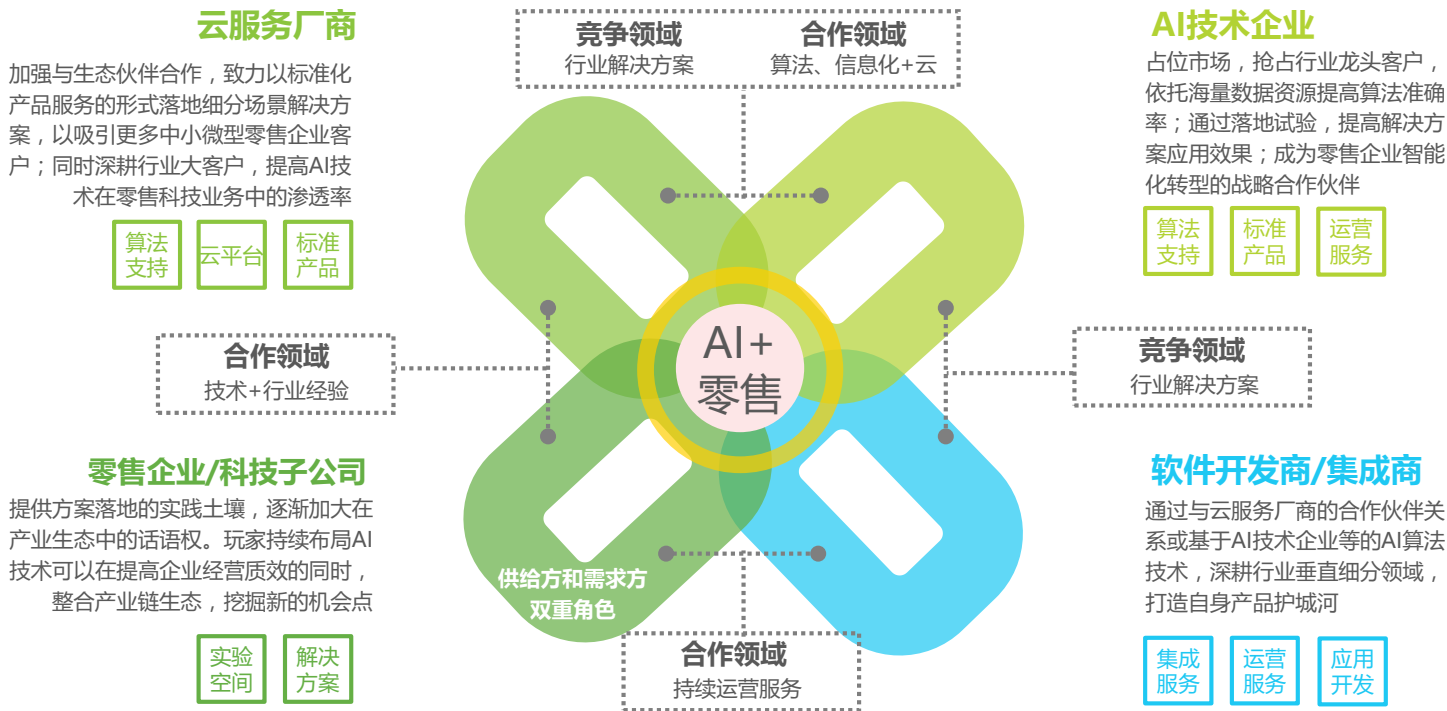 云服务厂商
加强与生态伙伴合作，致力以标准化
产品服务的形式落地细分场景解决方
案，以吸引更多中小微型零售企业客
户；同时深耕行业大客户，提高AI技
术在零售科技业务中的渗透率
算法
支持
云平台
标准
产品
竞争领域
行业解决方案
合作领域
算法、信息化+云
AI技术企业
占位市场，抢占行业龙头客户，
依托海量数据资源提高算法准确
率；通过落地试验，提高解决方
案应用效果；成为零售企业智能
化转型的战略合作伙伴
算法
支持
标准
产品
运营
服务
合作领域
技术+行业经验
AI+
零售
竞争领域
行业解决方案
零售企业/科技子公司
提供方案落地的实践土壤，逐渐加大在
产业生态中的话语权。玩家持续布局AI
技术可以在提高企业经营质效的同时，
整合产业链生态，挖掘新的机会点
实验
空间
解决
方案
供给方和需求方
双重角色
合作领域
持续运营服务
软件开发商/集成商
通过与云服务厂商的合作伙伴关
系或基于AI技术企业等的AI算法
技术，深耕行业垂直细分领域，
打造自身产品护城河
集成
服务
运营
服务
应用
开发